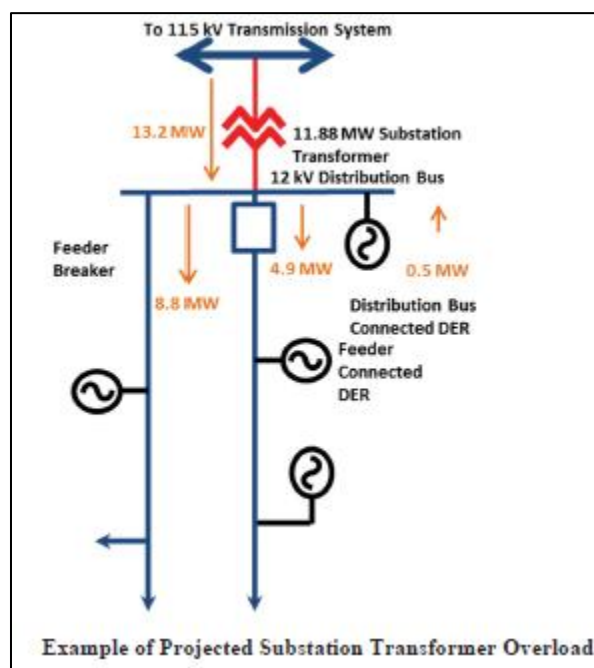 To 115 kV Transmission System
13.2 MW
11.88 MW Substation
Transformer
12 kV Distribution Bus
Feeder
Breaker
8.8 MW
4.9 MW
0.5 MW
Distribution Bus
Connected DER
Feeder
Connected
DER
Example of Projected Substation Transformer Overload